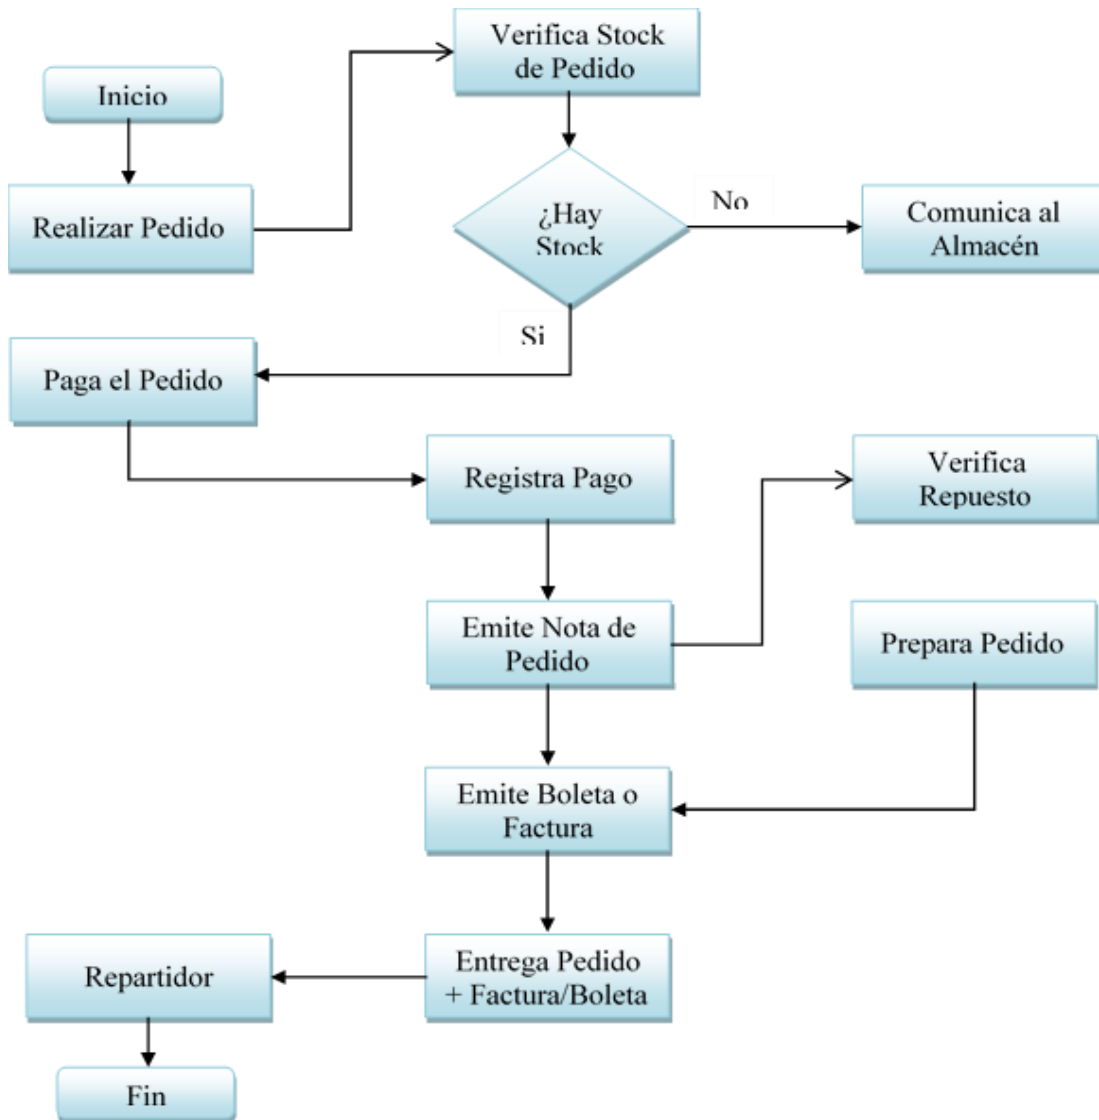 Inicio
Verifica Stock
de Pedido
Realizar Pedido
¿Hay
Stock
No
Comunica al
Almacén
Si
Paga el Pedido
Registra Pago
Verifica
Repuesto
Emite Nota de
Pedido
Prepara Pedido
Emite Boleta o
Factura
Entrega Pedido
+ Factura/Boleta
Repartidor
Fin